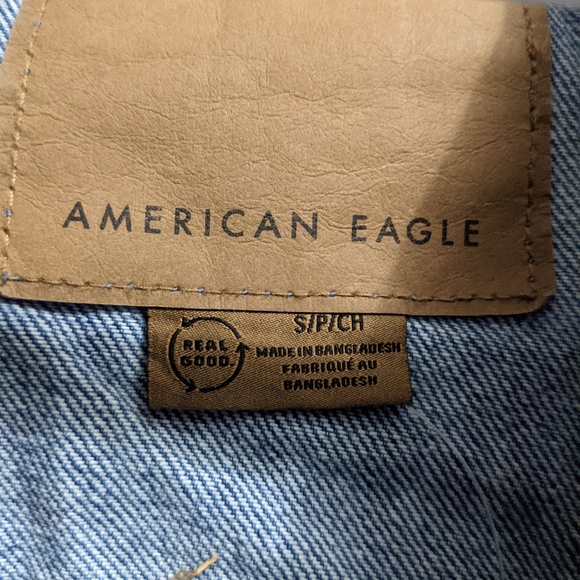 AMERICAN EAGLE
S/P/CH
REAL
GOOD.
MADE IN BANGLADESH
FABRIQUÉ AU
BANGLADESH